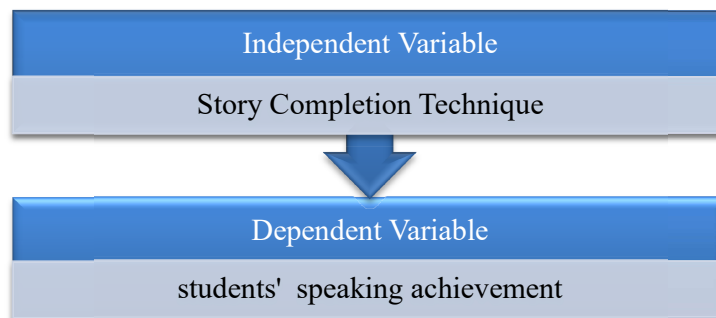 Independent Variable
Story Completion Technique
Dependent Variable
students'  speaking achievement